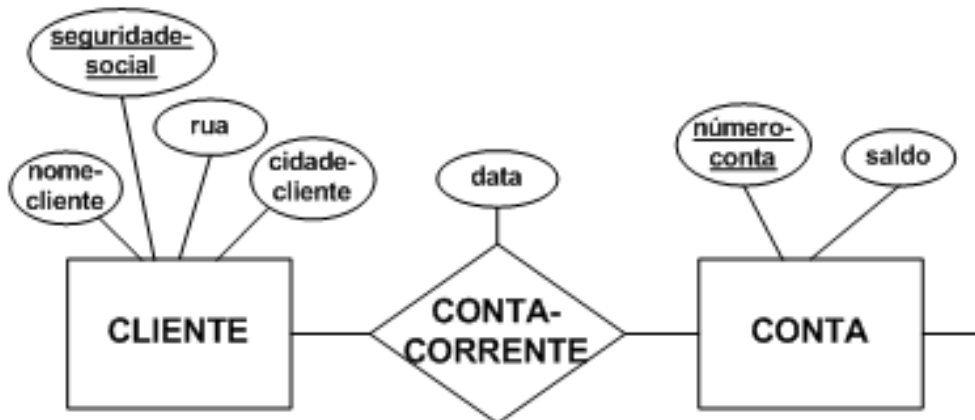 seguridade-
social
rua
nome-
cliente
cidade-
cliente
data
número-
conta
saldo
CLIENTE
CONTA-
CORRENTE
CONTA